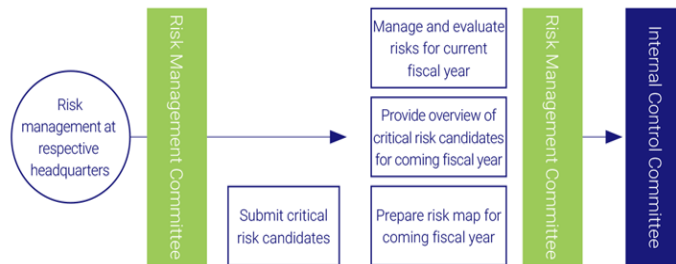 Risk
management at
respective
headquarters
Risk Management Committee
Submit critical
risk candidates
Manage and evaluate
risks for current
fiscal year
Provide overview of
critical risk candidates
for coming fiscal year
Prepare risk map for
coming fiscal year
Risk Management Committee
Internal Control Committee